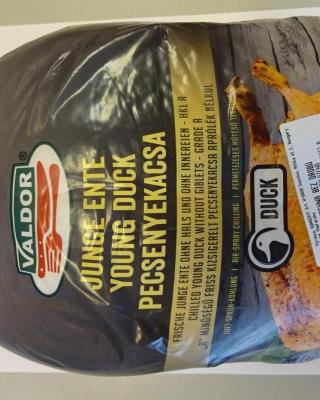 VALDOR®
JUNGE ENTE
YOUNG DUCK
PECSENYEKACSA
FRISCHE JUNGE ENTE OHNE HALS UND OHNE INNEREIEN - HKL A
CHILLED YOUNG DUCK WITHOUT GIBLETS - GRADE A
„A" MINŐSÉGŰ FRISS KIZSIGERELT PECSENYEKACSA APRÓLÉK NÉLKÜL
LUFT-SPRÜH-KÜHLUNG | AIR-SPRAY CHILLING | PERMETEZÉSES HŰTÉSŰ
DUCK